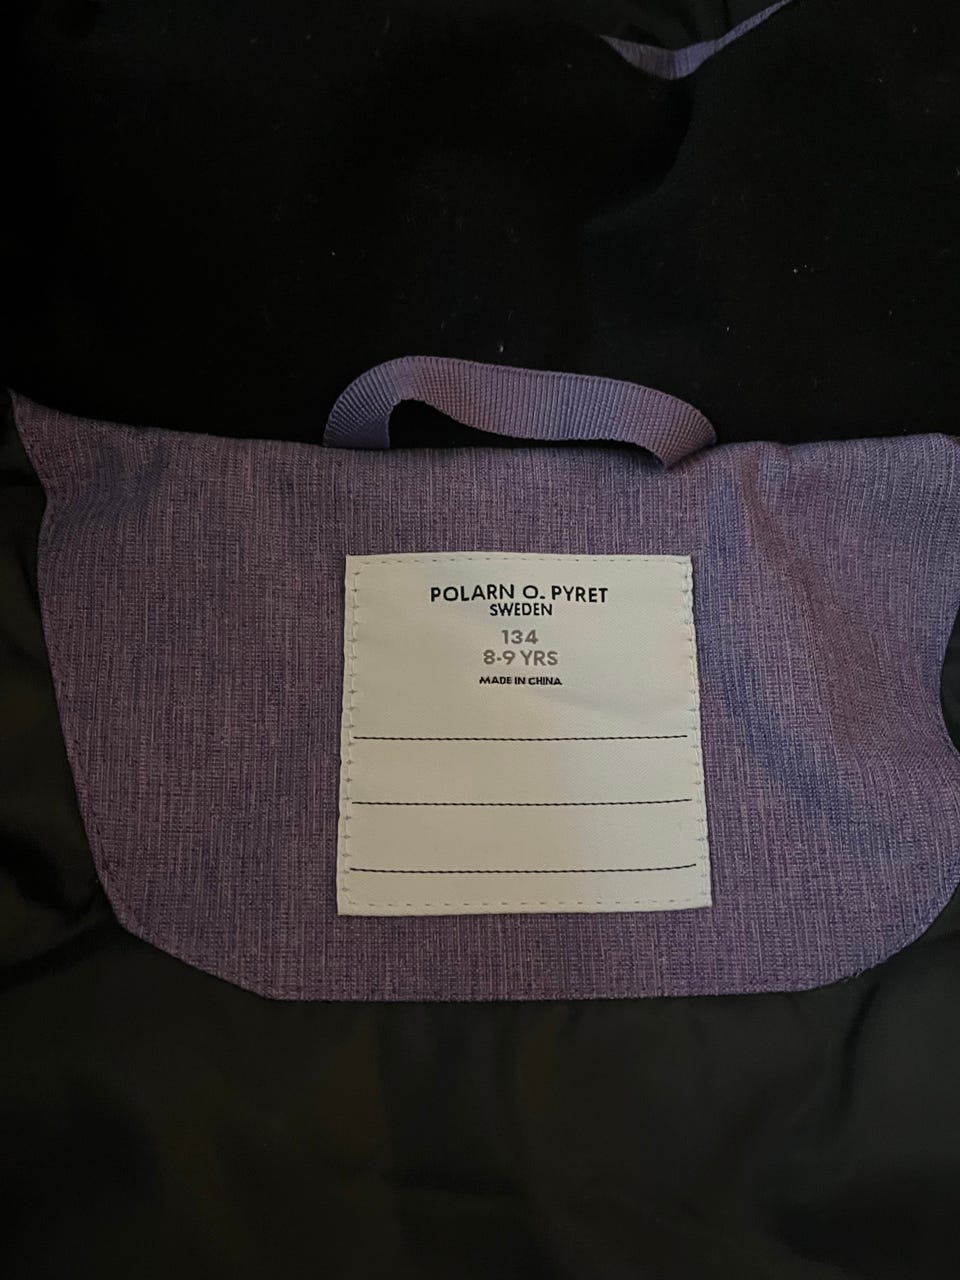 POLARN O. PYRET
SWEDEN
134
8-9 YRS
MADE IN CHINA